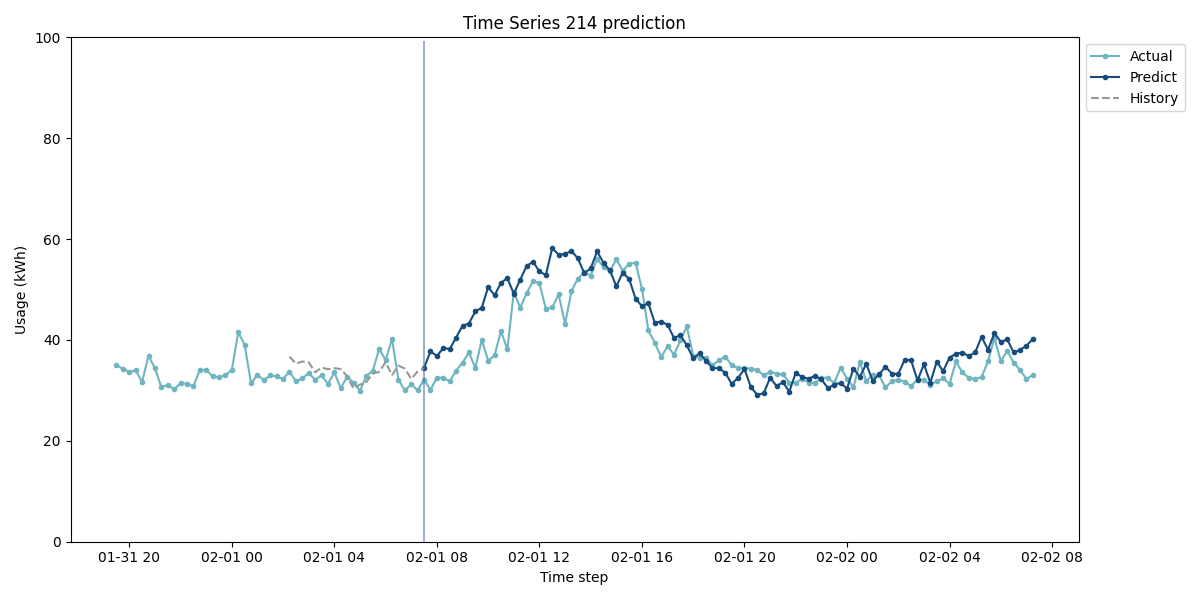 Time Series 214 prediction
Usage (kWh)
100
80
60
40
20
0
01-31 20
02-01 00
02-01 04
02-01 08
02-01 12
02-01 16
02-01 20
02-02 00
02-02 04
02-02 08
Time step
Actual
Predict
History